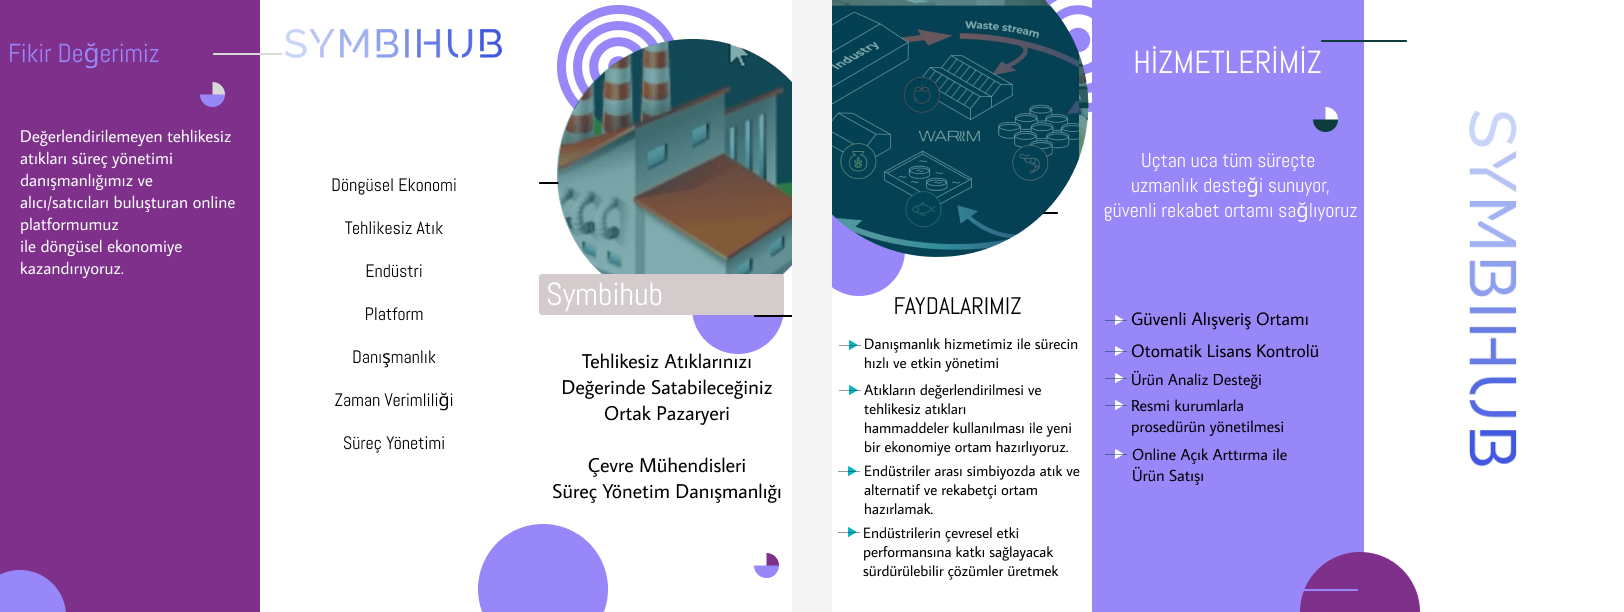 Fikir Değerimiz
Değerlendirilemeyen tehlikesiz
atıkları süreç yönetimi
danışmanlığımız ve
alıcı/satıcıları buluşturan online
platformumuz
ile döngüsel ekonomiye
kazandırıyoruz.
SYMBIHUB
Döngüsel Ekonomi
Tehlikesiz Atık
Endüstri
Platform
Danışmanlık
Zaman Verimliliği
Süreç Yönetimi
Symbihub
Tehlikesiz Atıklarınızı
Değerinde Satabileceğiniz
Ortak Pazaryeri
Çevre Mühendisleri
Süreç Yönetim Danışmanlığı
Waste stream
Industry
FAYDALARIMIZ
Danışmanlık hizmetimiz ile sürecin
hızlı ve etkin yönetimi
Atıkların değerlendirilmesi ve
tehlikesiz atıkları
hammaddeler kullanılması ile yeni
bir ekonomiye ortam hazırlıyoruz.
Endüstriler arası simbiyozda atık ve
alternatif ve rekabetçi ortam
hazırlamak.
Endüstrilerin çevresel etki
performansına katkı sağlayacak
sürdürülebilir çözümler üretmek
HİZMETLERİMİZ
Uçtan uca tüm süreçte
uzmanlık desteği sunuyor,
güvenli rekabet ortamı sağlıyoruz
Güvenli Alışveriş Ortamı
Otomatik Lisans Kontrolü
Ürün Analiz Desteği
Resmi kurumlarla
prosedürün yönetilmesi
Online Açık Arttırma ile
Ürün Satışı
SYMBIHUB